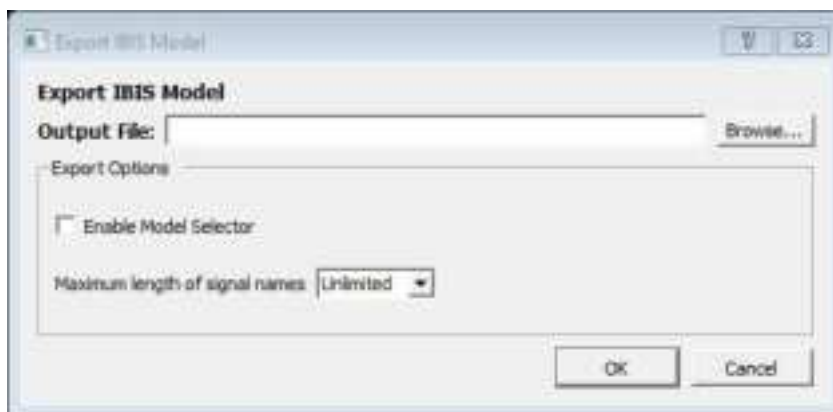 Export IBIS Model
Export IBIS Model
Output File:
Browse...
Export Options
Enable Model Selector
Maximum length of signal names Unlimited
OK Cancel